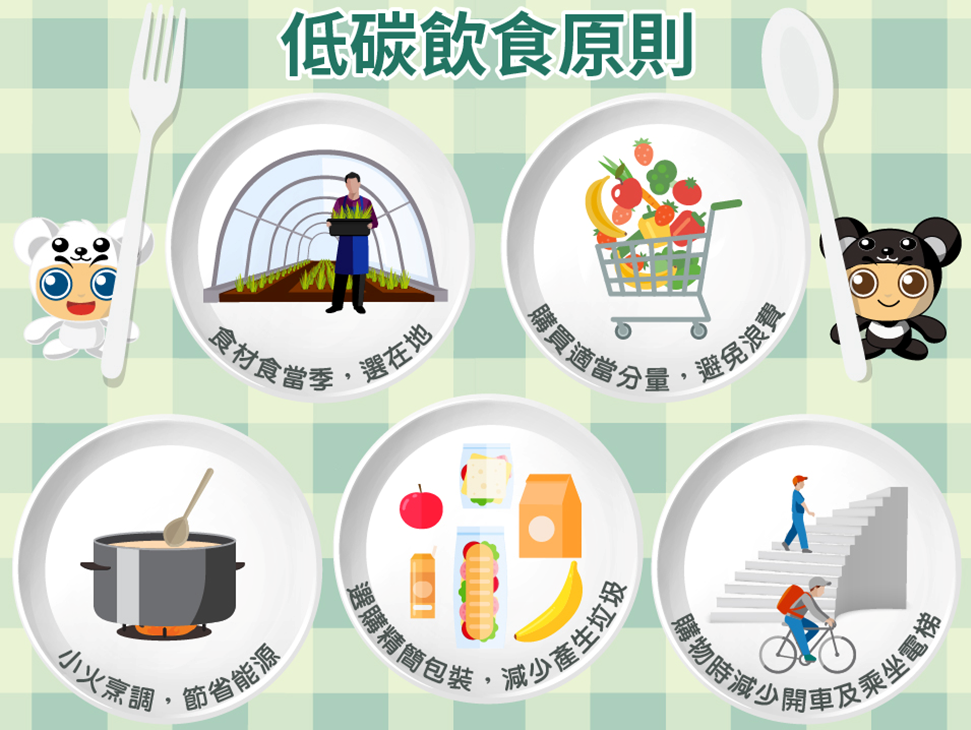 低碳飲食原則
食材食當季，選在地
購買適當分量，避免浪費
小火烹調，節省能源
選購精簡包裝，減少產生垃圾
購物時減少開車及乘坐電梯